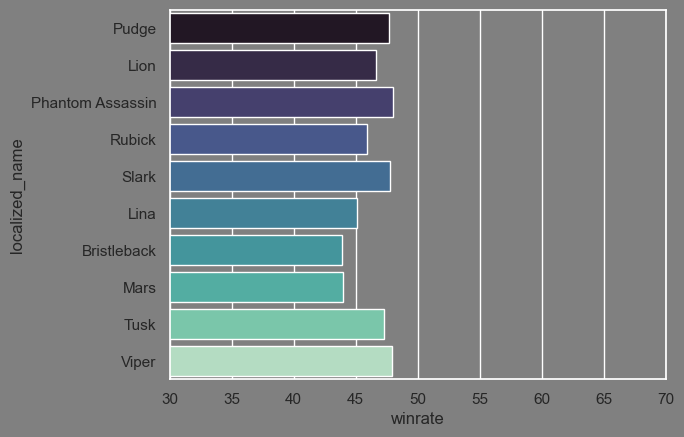 localized_name
Pudge
Lion
Phantom Assassin
Rubick
Slark
Lina
Bristleback
Mars
Tusk
Viper
30 35 40 45 50 55 60 65 70
winrate